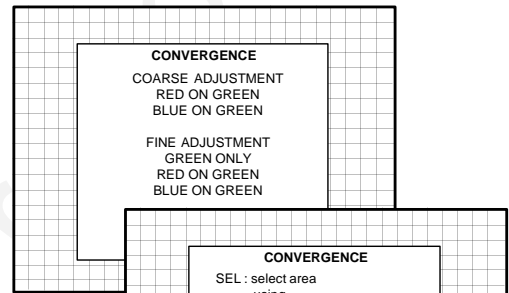 CONVERGENCE
COARSE ADJUSTMENT
RED ON GREEN
BLUE ON GREEN
FINE ADJUSTMENT
GREEN ONLY
RED ON GREEN
BLUE ON GREEN
CONVERGENCE
SEL : select area
using